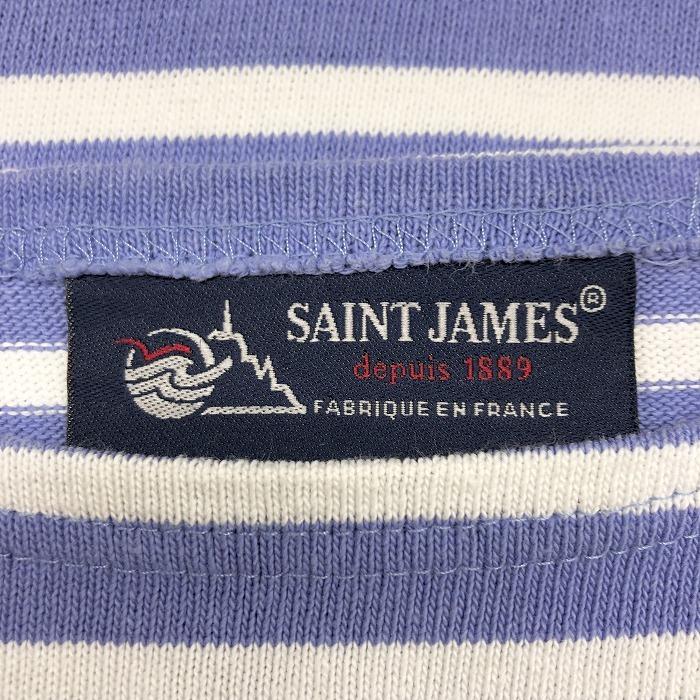 SAINT JAMES®
depuis 1889
FABRIQUE EN FRANCE